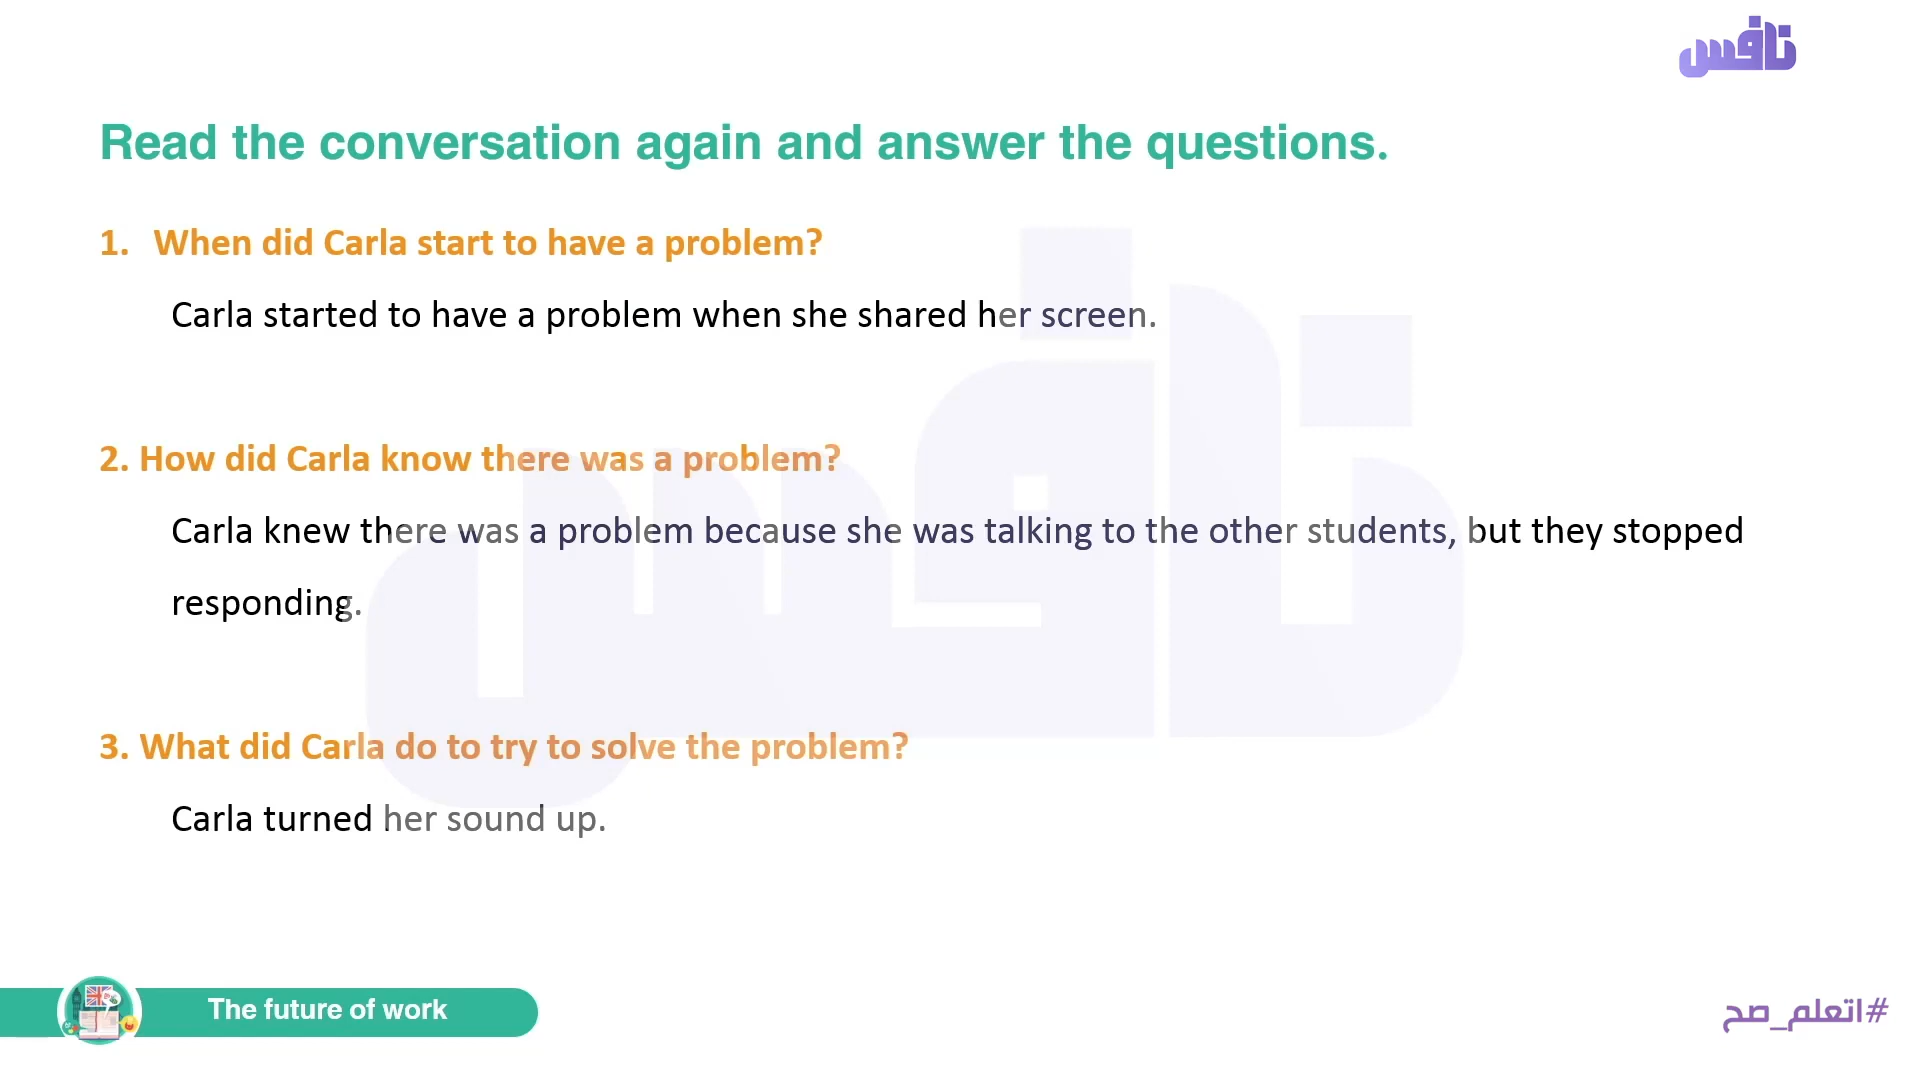 نافس
Read the conversation again and answer the questions.
1. When did Carla start to have a problem?
Carla started to have a problem when she shared her screen.
2. How did Carla know there was a problem?
Carla knew there was a problem because she was talking to the other students, but they stopped
responding.
3. What did Carla do to try to solve the problem?
Carla turned her sound up.
نافس
The future of work
#اتعلم_صح